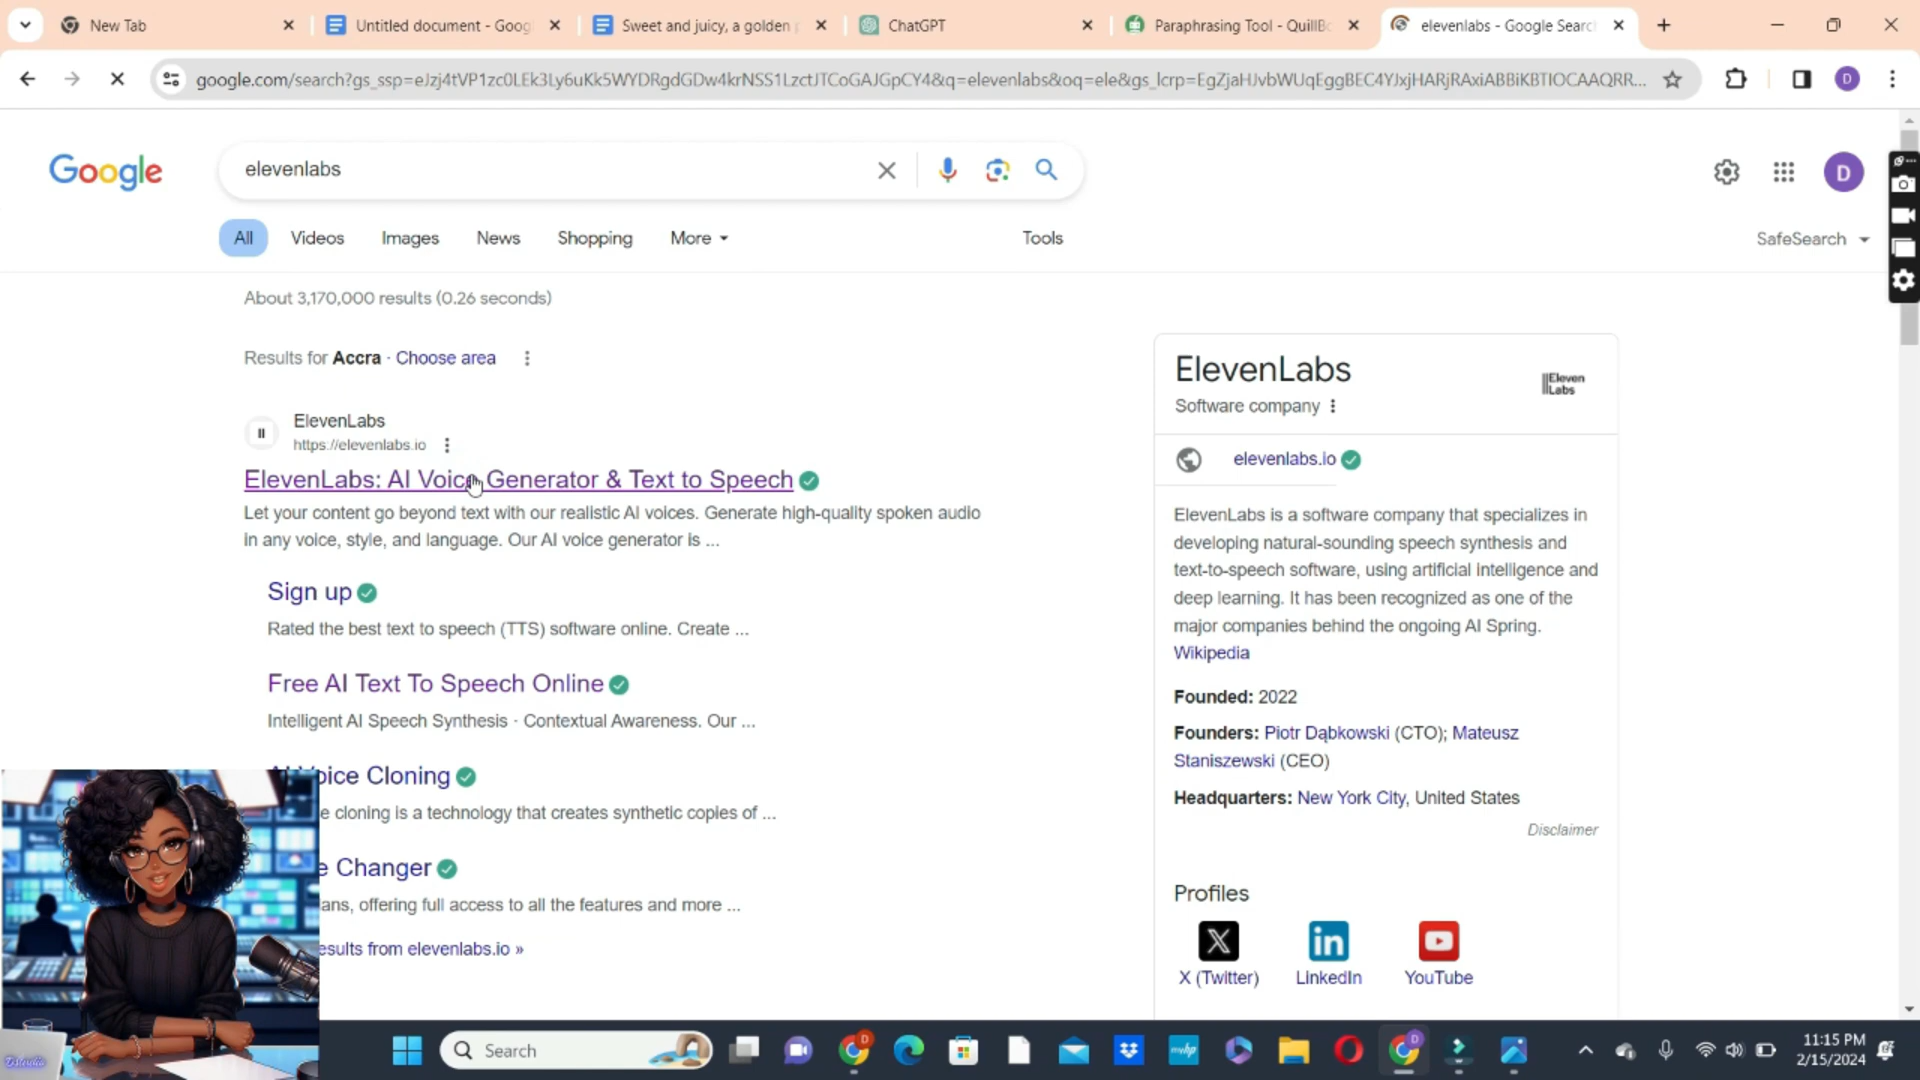 New Tab
Untitled document - Goog
Sweet and juicy, a golden p
ChatGPT
Paraphrasing Tool - QuillBo
elevenlabs - Google Search
google.com/search?gs_ssp=eJzj4tVP1zc0LEk3Ly6uKk5WYDRgdGDw4krNSS1LzctJTCoGAJGpCY4&q=elevenlabs&oq=ele&gs_lcrp=EgZjaHJvbWUqEggBEC4YJxjHARjRAxiABBiKBTIOCAAQRR...
D
Google
elevenlabs
D
All
Videos
Images
News
Shopping
More
Tools
SafeSearch
About 3,170,000 results (0.26 seconds)
Results for Accra · Choose area
ElevenLabs
https://elevenlabs.io
ElevenLabs: AI Voice Generator & Text to Speech
Let your content go beyond text with our realistic AI voices. Generate high-quality spoken audio
in any voice, style, and language. Our AI voice generator is ...
Sign up
Rated the best text to speech (TTS) software online. Create ...
Free AI Text To Speech Online
Intelligent AI Speech Synthesis · Contextual Awareness. Our ...
AI Voice Cloning
e cloning is a technology that creates synthetic copies of ...
e Changer
ans, offering full access to all the features and more ...
esults from elevenlabs.io »
ElevenLabs
Software company
Eleven
Labs
elevenlabs.io
ElevenLabs is a software company that specializes in
developing natural-sounding speech synthesis and
text-to-speech software, using artificial intelligence and
deep learning. It has been recognized as one of the
major companies behind the ongoing AI Spring.
Wikipedia
Founded: 2022
Founders: Piotr Dąbkowski (CTO); Mateusz
Staniszewski (CEO)
Headquarters: New York City, United States
Disclaimer
Profiles
X (Twitter)
LinkedIn
YouTube
Search
D
myhp
D
11:15 PM
2/15/2024